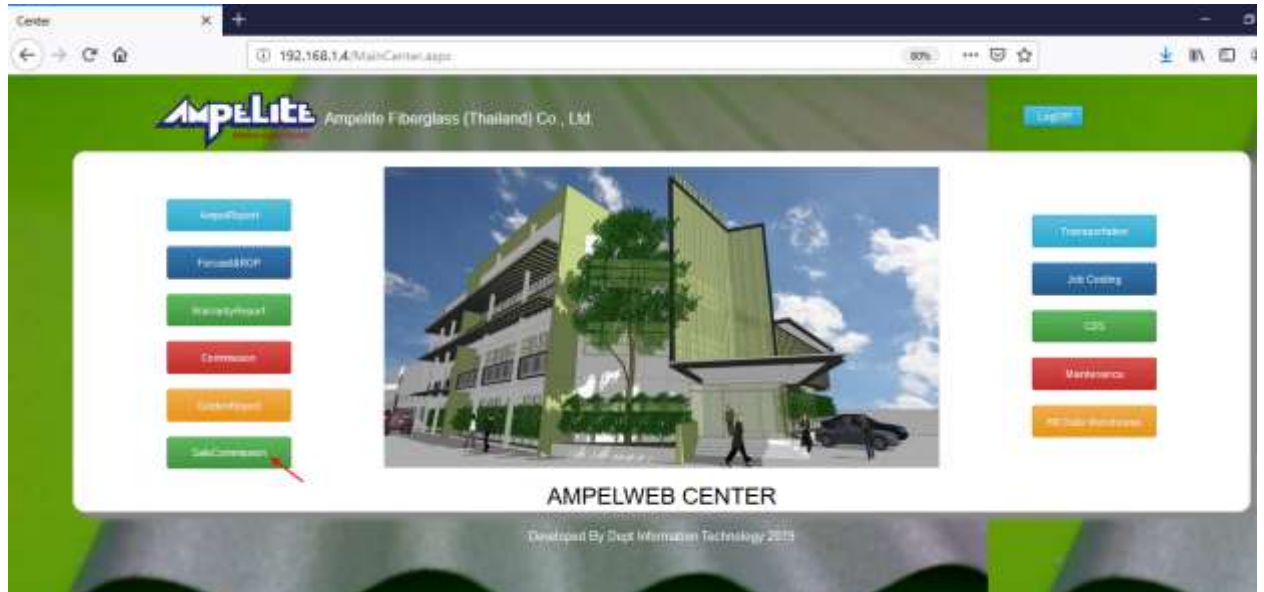 Center
192.168.1.4/MainCenter.aspx
80%
AMPELITE
Ampelite Fiberglass (Thailand) Co., Ltd.
LogOff
AmpelReport
Forcast&ROP
WarrantyReport
Commission
SaleCommission
Transportation
Job Costing
CDS
Maintenance
AMPELWEB CENTER
Developed By Dept Information Technology 2019